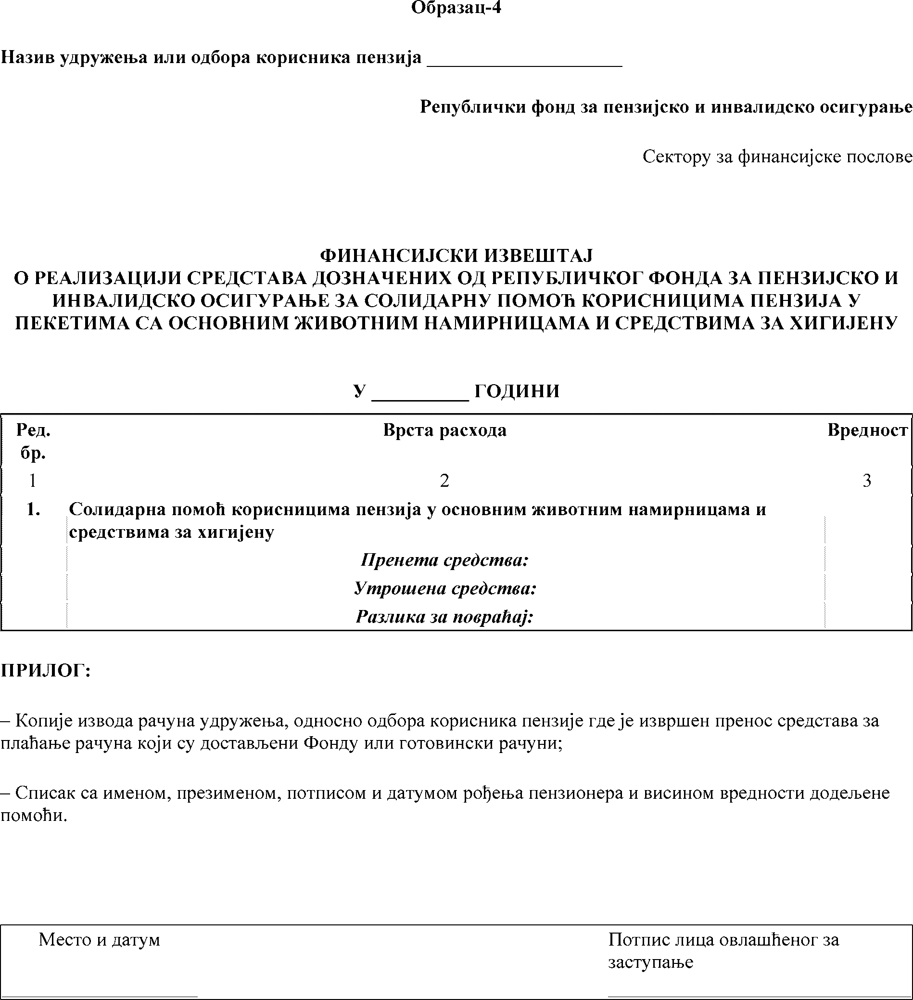 Образац-4
Назив удружења или одбора корисника пензија ____________________
Републички фонд за пензијско и инвалидско осигурање
Сектору за финансијске послове
ФИНАНСИЈСКИ ИЗВЕШТАЈ
О РЕАЛИЗАЦИЈИ СРЕДСТАВА ДОЗНАЧЕНИХ ОД РЕПУБЛИЧКОГ ФОНДА ЗА ПЕНЗИЈСКО И
ИНВАЛИДСКО ОСИГУРАЊЕ ЗА СОЛИДАРНУ ПОМОЋ КОРИСНИЦИМА ПЕНЗИЈА У
ПЕКЕТИМА СА ОСНОВНИМ ЖИВОТНИМ НАМИРНИЦАМА И СРЕДСТВИМА ЗА ХИГИЈЕНУ
У __________ ГОДИНИ
Ред. Врста расхода Вредност
бр.
1 2 3
1. Солидарна помоћ корисницима пензија у основним животним намирницама и
средствима за хигијену
Пренета средства:
Утрошена средства:
Разлика за повраћај:
ПРИЛОГ:
– Копије извода рачуна удружења, односно одбора корисника пензије где је извршен пренос средстава за
плаћање рачуна који су достављени Фонду или готовински рачуни;
– Списак са именом, презименом, потписом и датумом рођења пензионера и висином вредности додељене
помоћи.
Место и датум Потпис лица овлашћеног за
заступање